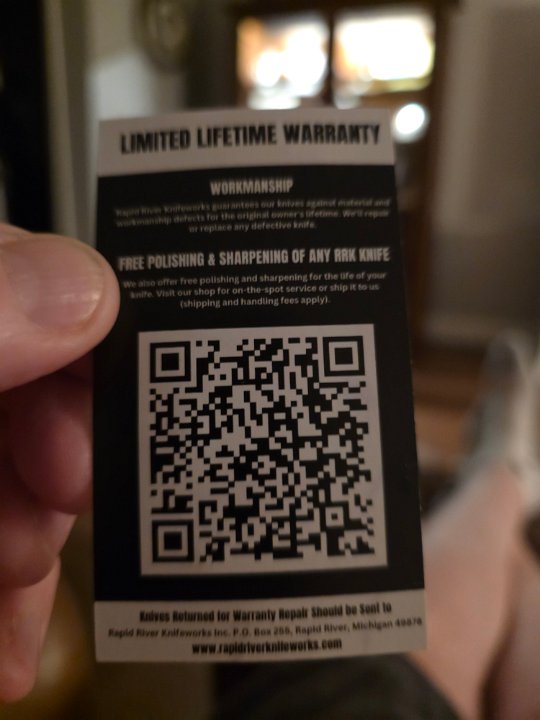 LIMITED LIFETIME WARRANTY
WORKMANSHIP
Rapid River Knifeworks guarantees our knives against material and
workmanship defects for the original owner's lifetime. We'll repair
or replace any defective knife.
FREE POLISHING & SHARPENING OF ANY RRK KNIFE
We also offer free polishing and sharpening for the life of your
knife. Visit our shop for on-the-spot service or ship it to us
(shipping and handling fees apply).
Knives Returned for Warranty Repair Should be Sent to
Rapid River Knifeworks Inc. P.O. Box 255, Rapid River, Michigan 49878
www.rapidriverknifeworks.com